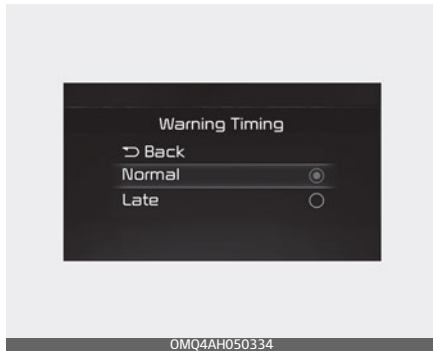 Warning Timing
Back
Normal
Late
OMQ4AH050334